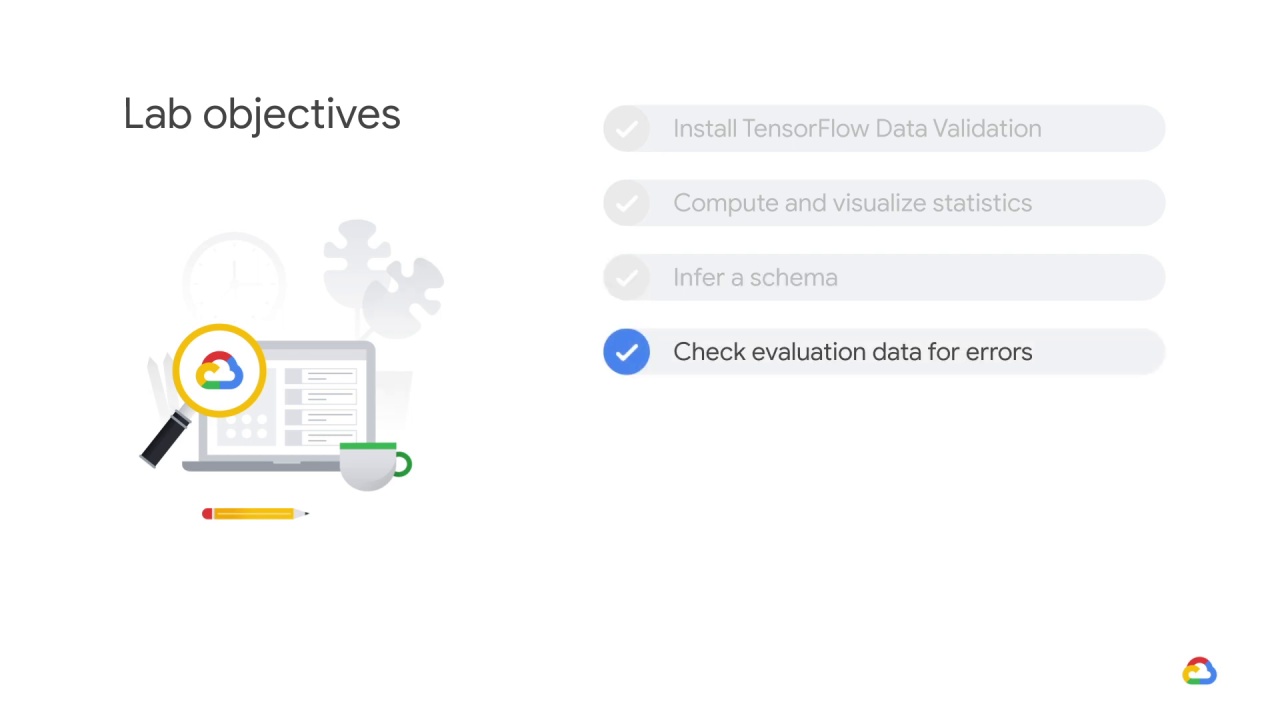 Lab objectives
Install TensorFlow Data Validation
Compute and visualize statistics
Infer a schema
Check evaluation data for errors